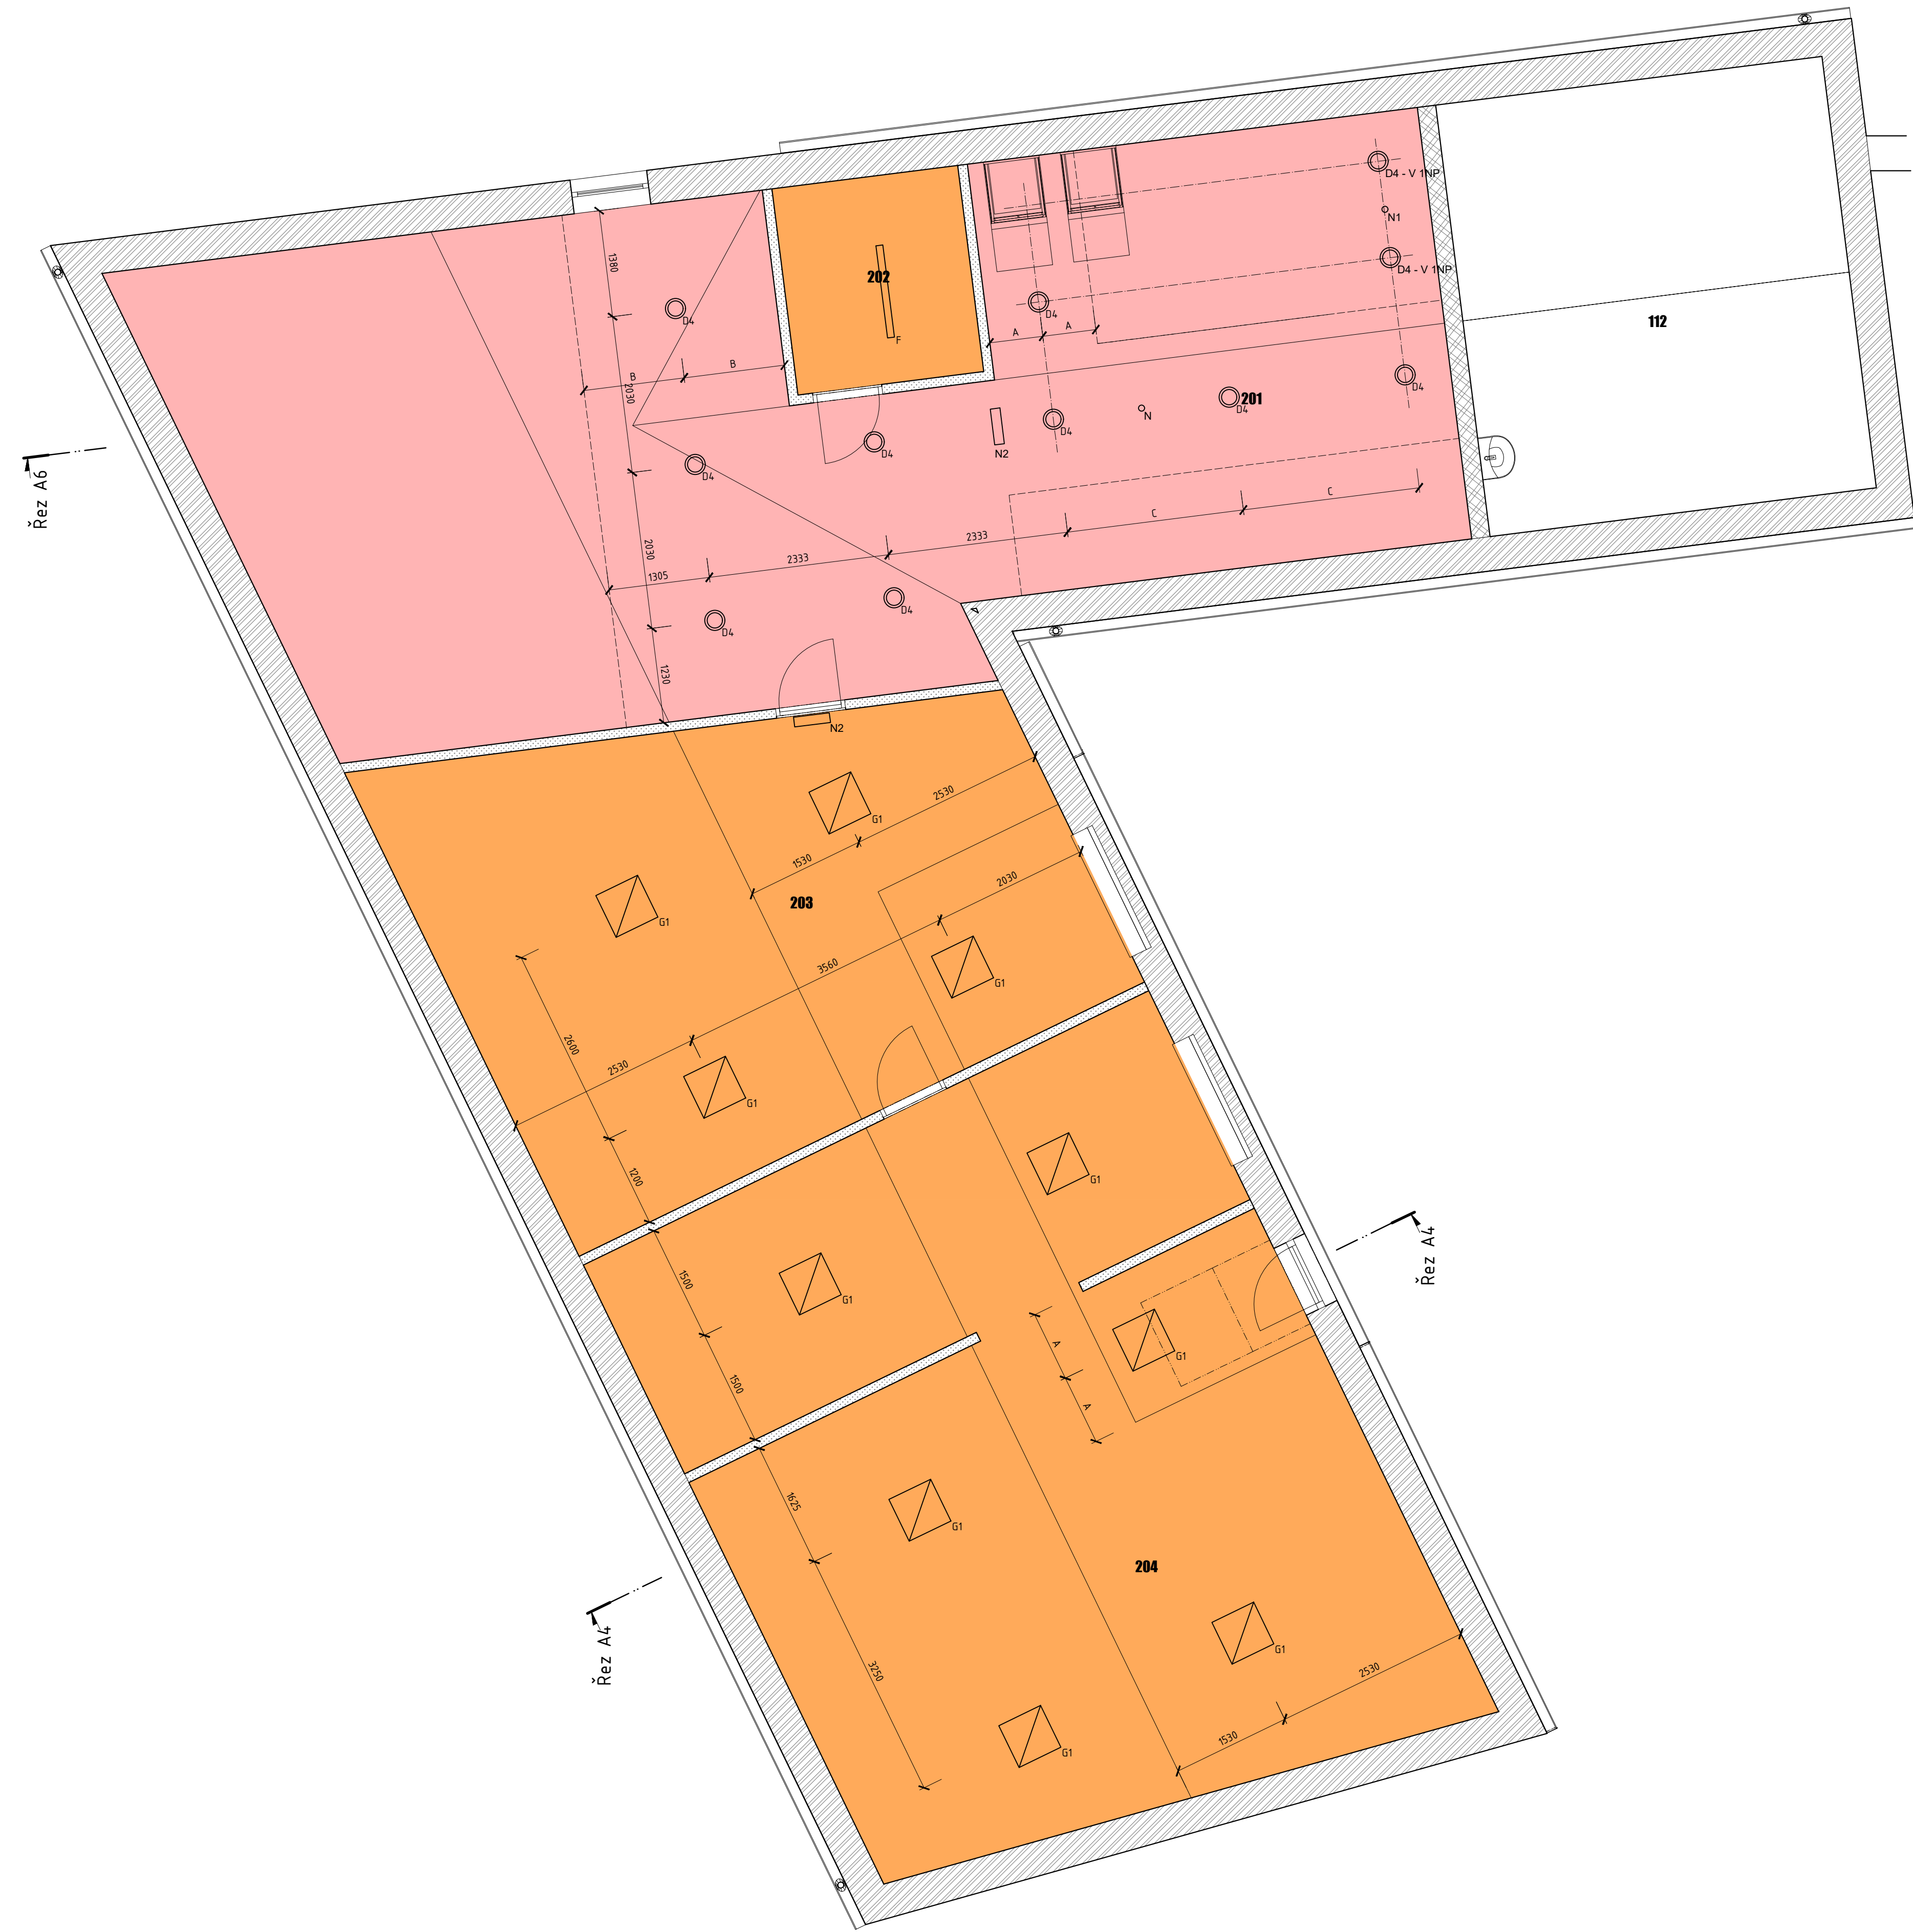 D4 - V 1NP
N1
D4 - V 1NP
1380
202
F
D4
D4
112
A
A
B
B
2030
D4
201
D4
N
D4
D4
N2
Řez A6
D4
C
C
2333
2333
2030
1305
D4
D4
1230
N2
2530
G1
1530
203
2030
G1
3560
G1
2600
2530
G1
1200
G1
1500
G1
Řez A4
A
G1
1500
A
1625
G1
204
Řez A4
3250
G1
2530
1530
G1